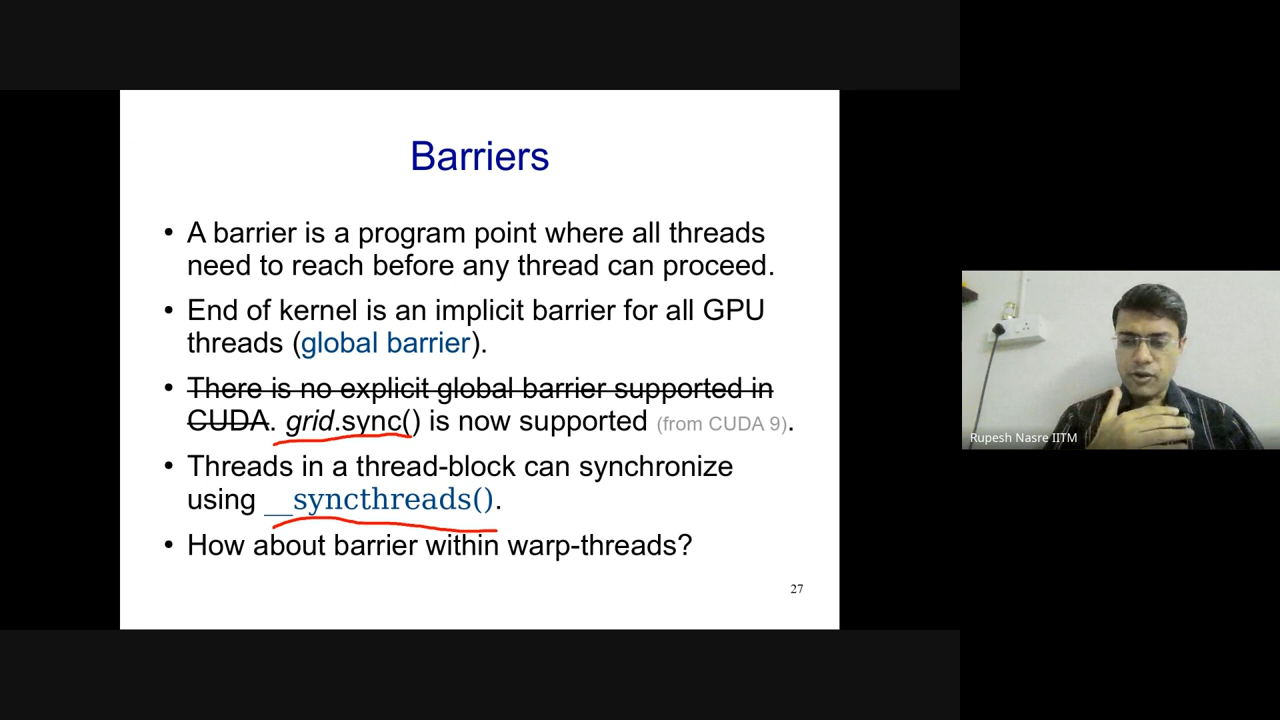 Barriers
• A barrier is a program point where all threads
need to reach before any thread can proceed.
• End of kernel is an implicit barrier for all GPU
threads (global barrier).
• There is no explicit global barrier supported in
CUDA. grid.sync() is now supported (from CUDA 9).
• Threads in a thread-block can synchronize
using __syncthreads().
• How about barrier within warp-threads?
27
Rupesh Nasre IITM